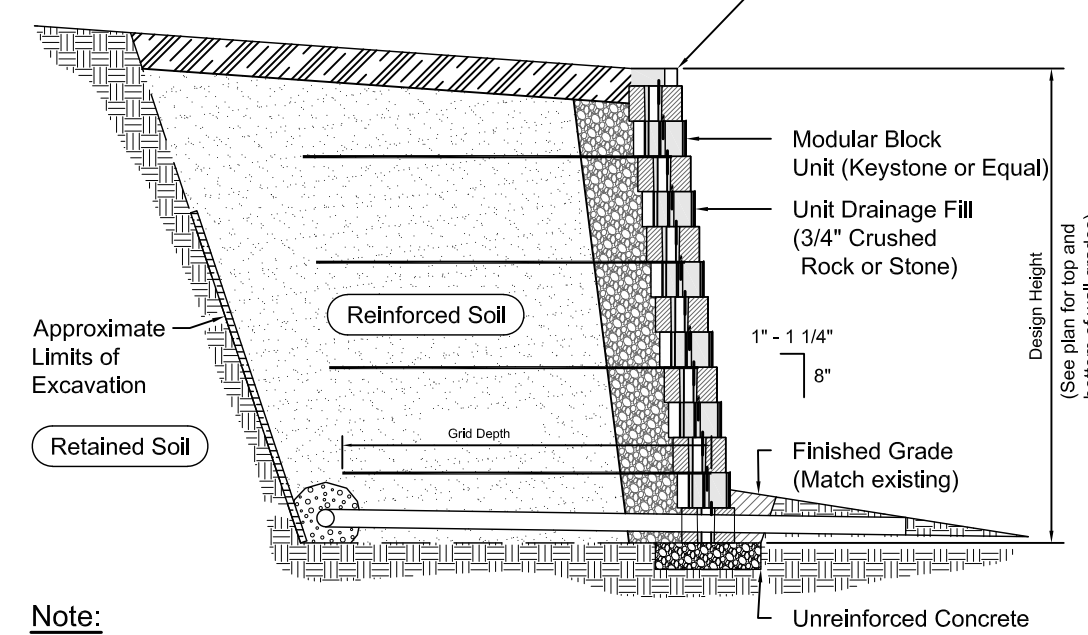 Modular Block
Unit (Keystone or Equal)
Unit Drainage Fill
(3/4" Crushed
Rock or Stone)
Reinforced Soil
Approximate
Limits of
Excavation
Retained Soil
1" - 1 1/4"
8"
Grid Depth
Finished Grade
(Match existing)
Design Height
(See plan for top and
Unreinforced Concrete
Note: